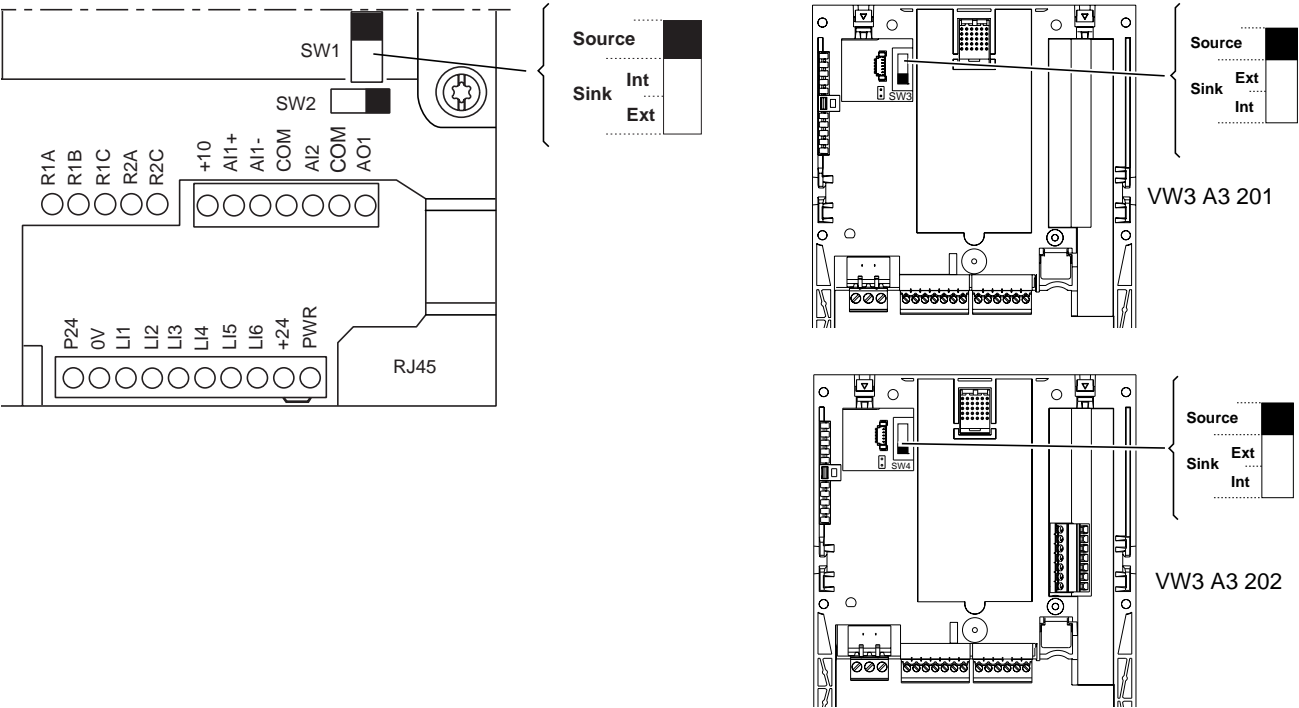 SW1
Source
Sink
Int
Ext
SW2
R1A
R1B
R1C
R2A
R2C
+10
AI1+
AI1-
COM
AI2
COM
AO1
P24
0V
LI1
LI2
LI3
LI4
LI5
LI6
+24
PWR
RJ45
SW3
Source
Sink
Ext
Int
VW3 A3 201
SW4
Source
Sink
Ext
Int
VW3 A3 202